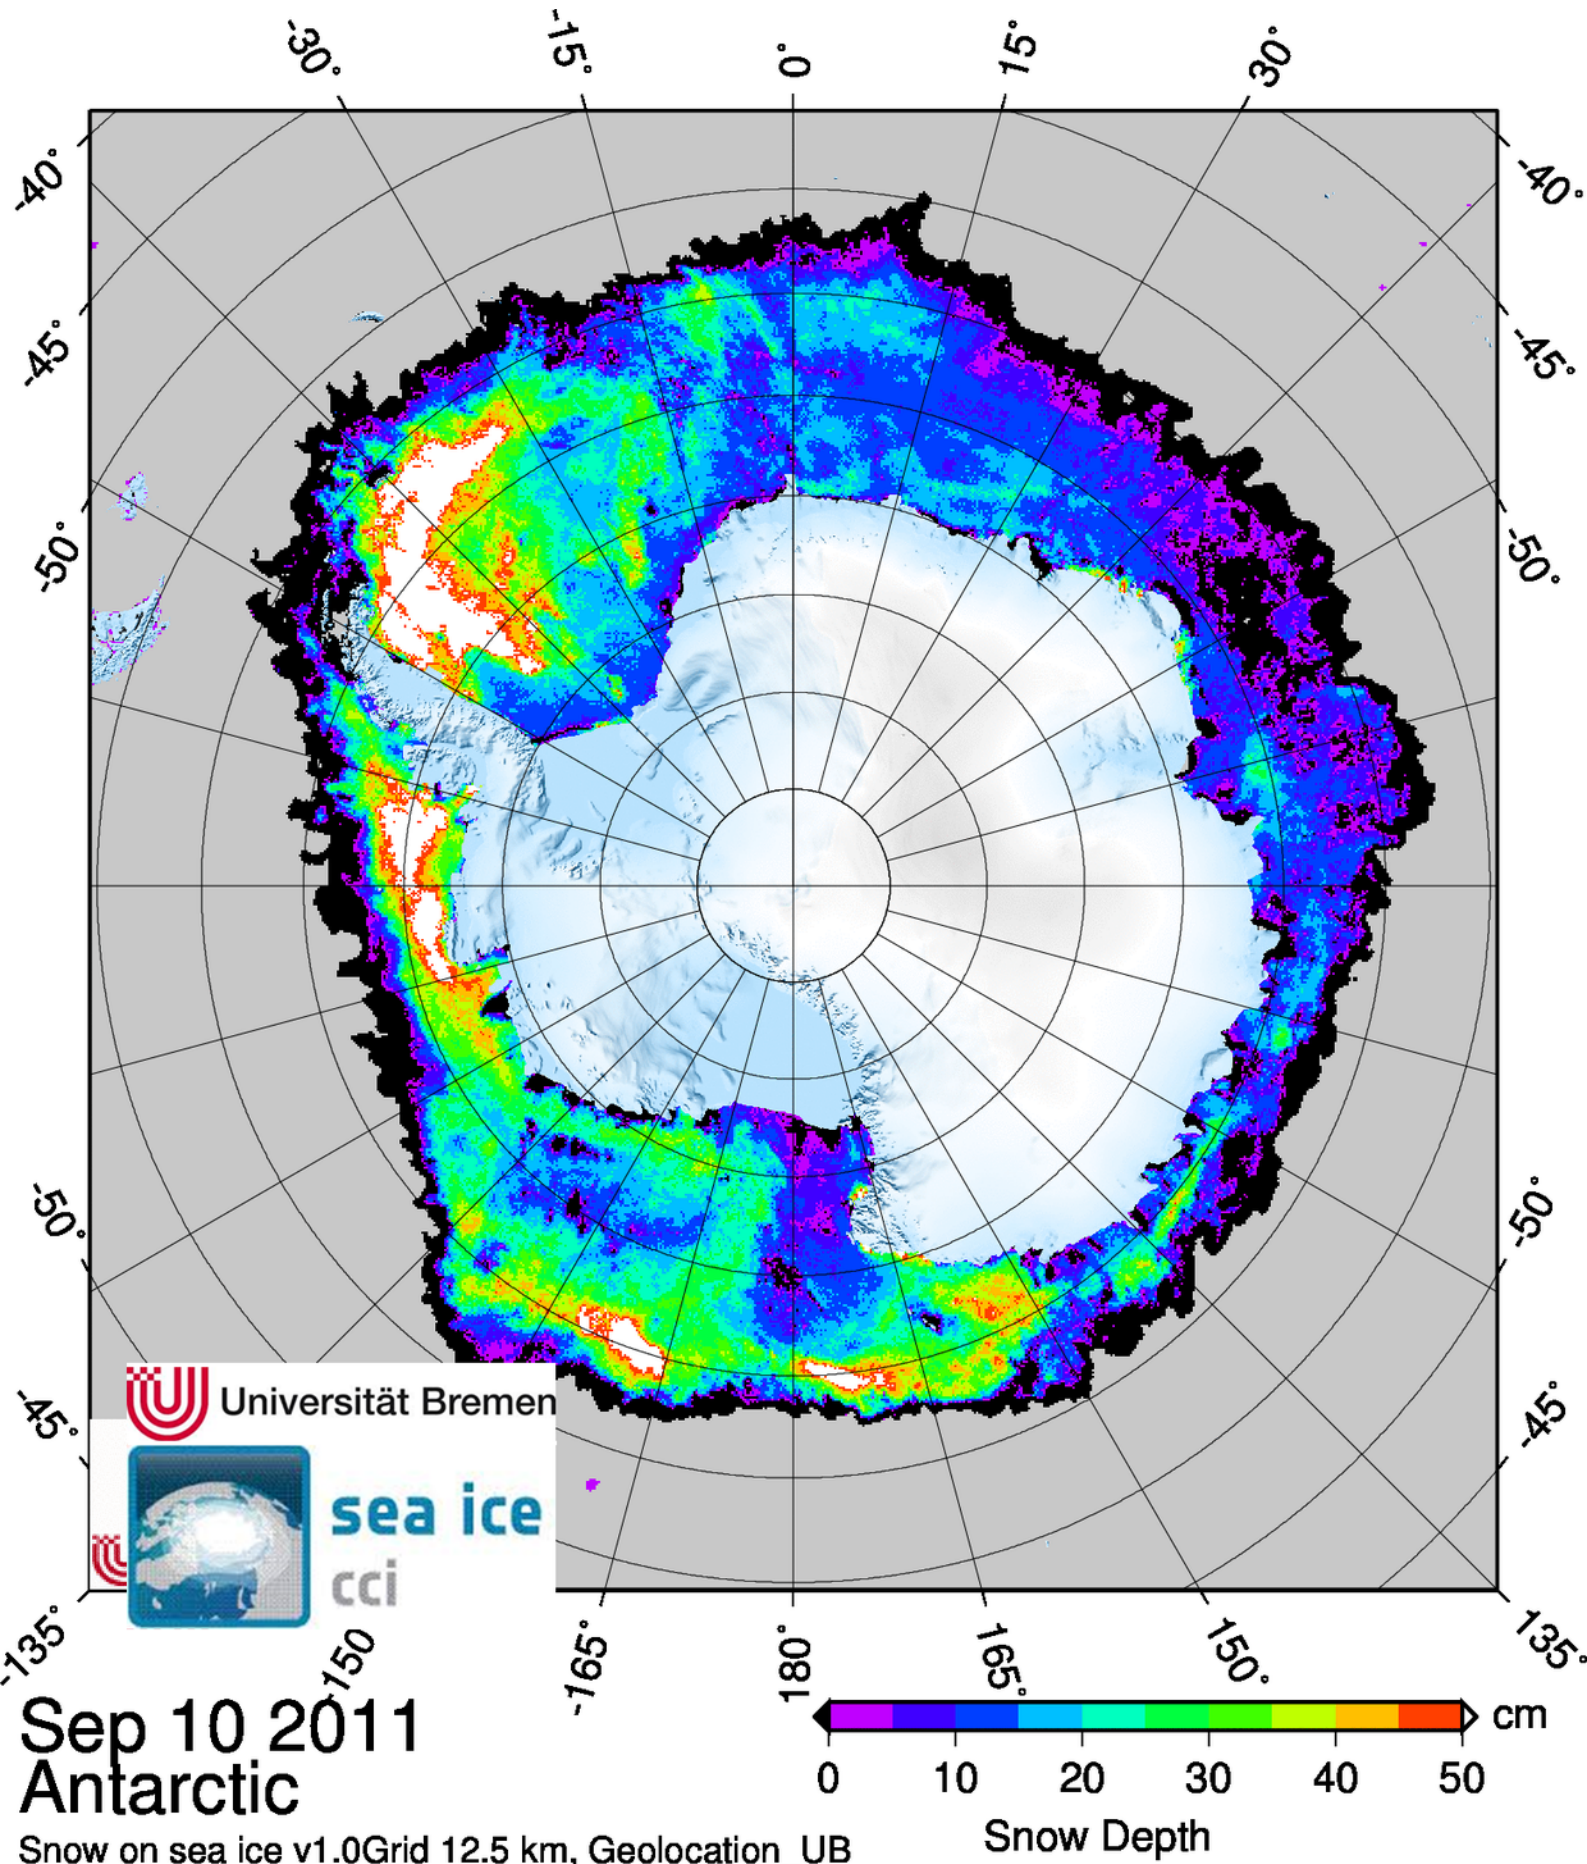 -30°
-15°
0°
15°
30°
-40°
-40°
-45°
-45°
-50°
-50°
-50°
-50°
-45°
-45°
Universität Bremen
sea ice
cci
-135°
-150
-165°
180°
165°
150°
135°
Sep 10 2011
Antarctic
Snow on sea ice v1.0Grid 12.5 km, Geolocation UB
cm
0 10 20 30 40 50
Snow Depth